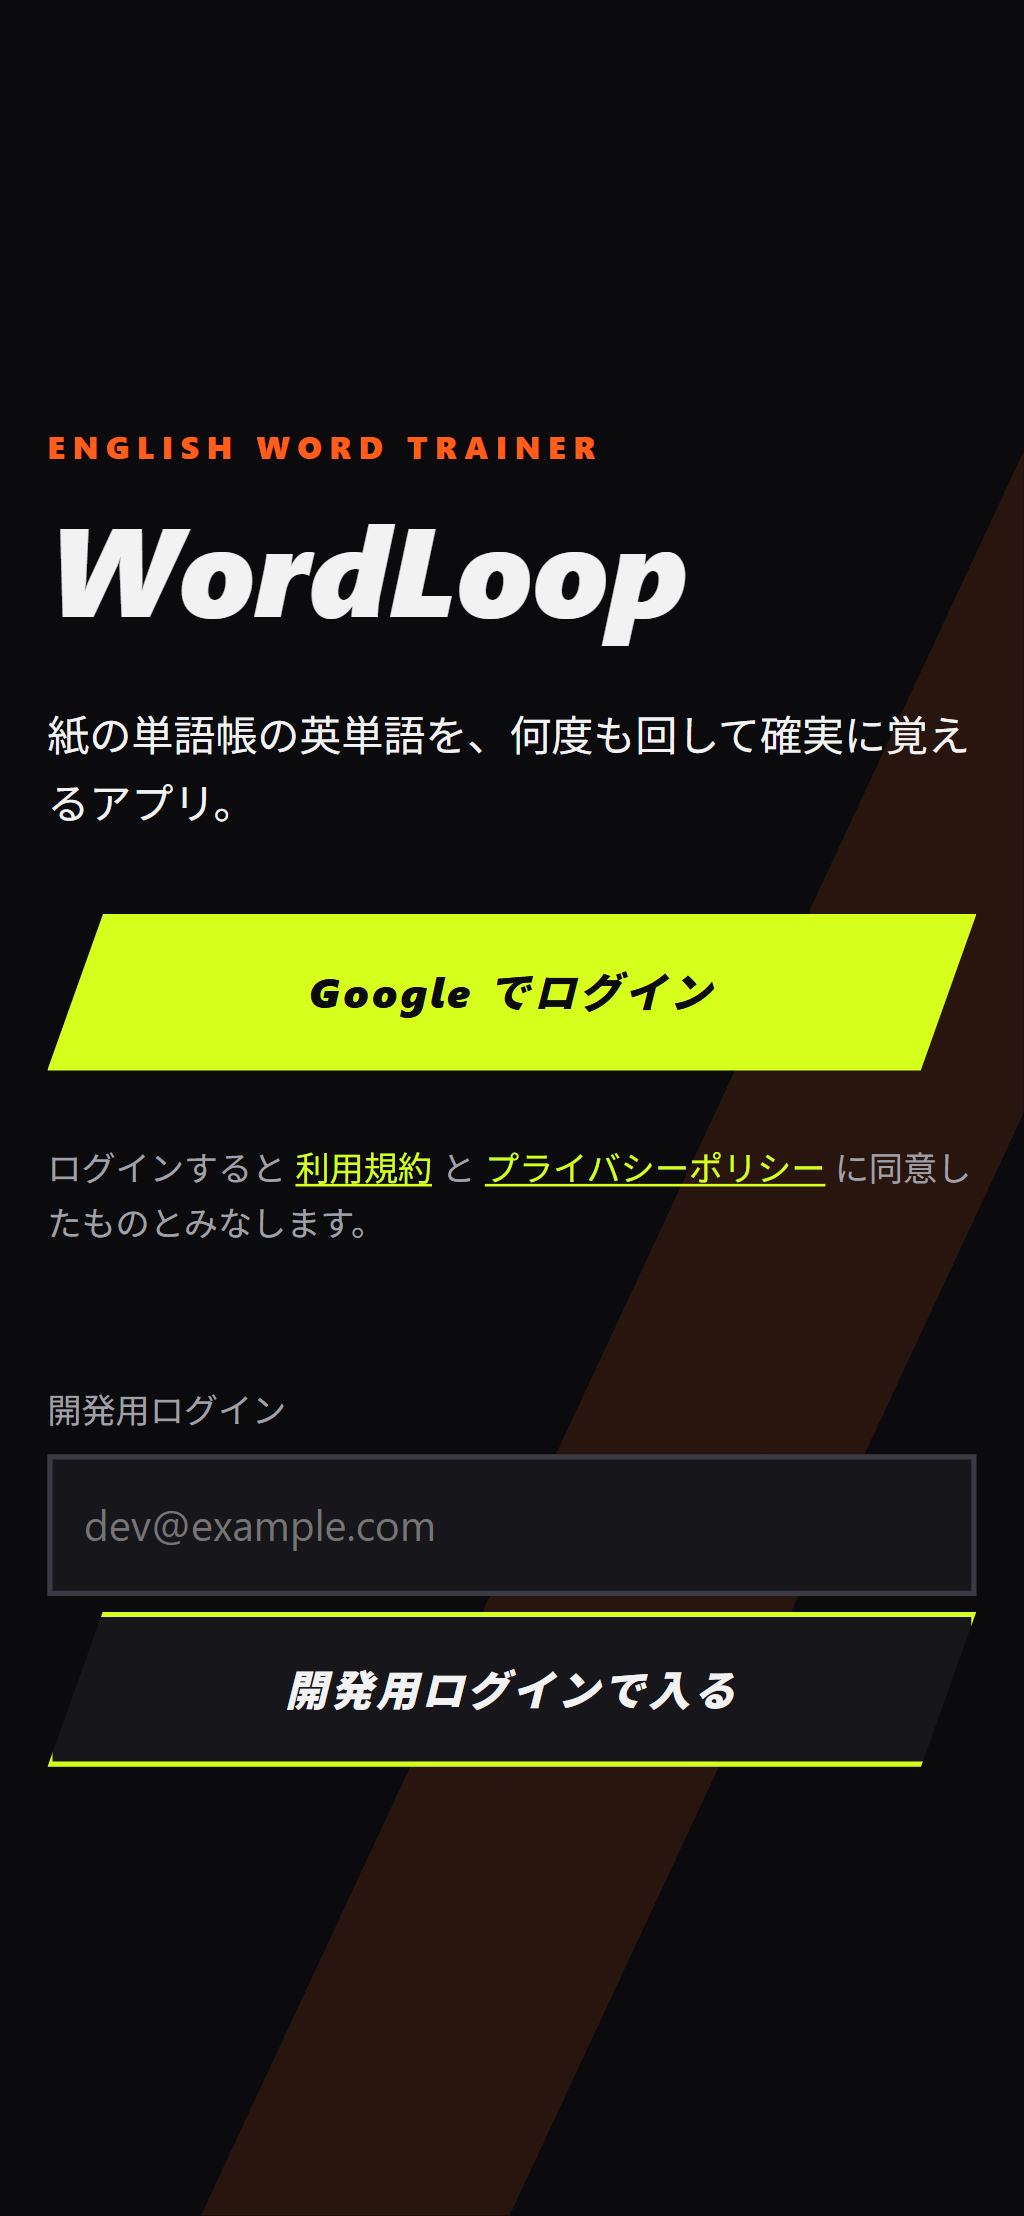 ENGLISH WORD TRAINER
WordLoop
紙の単語帳の英単語を、何度も回して確実に覚え
るアプリ。
Google でログイン
ログインすると 利用規約 と プライバシーポリシー に同意し
たものとみなします。
開発用ログイン
dev@example.com
開発用ログインで入る